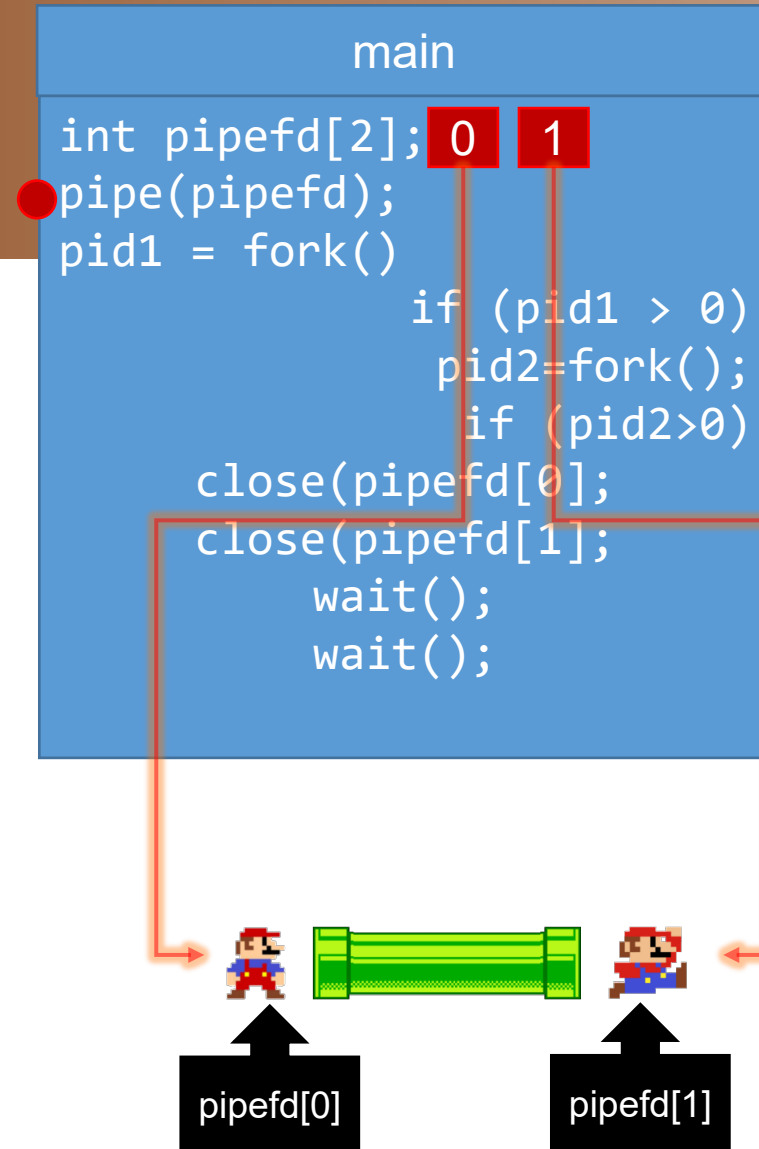 main
int pipefd[2]; 0 1
pipe(pipefd);
pid1 = fork()
if (pid1 > 0)
pid2=fork();
if (pid2>0)
close(pipefd[0];
close(pipefd[1];
wait();
wait();
pipefd[0] pipefd[1]